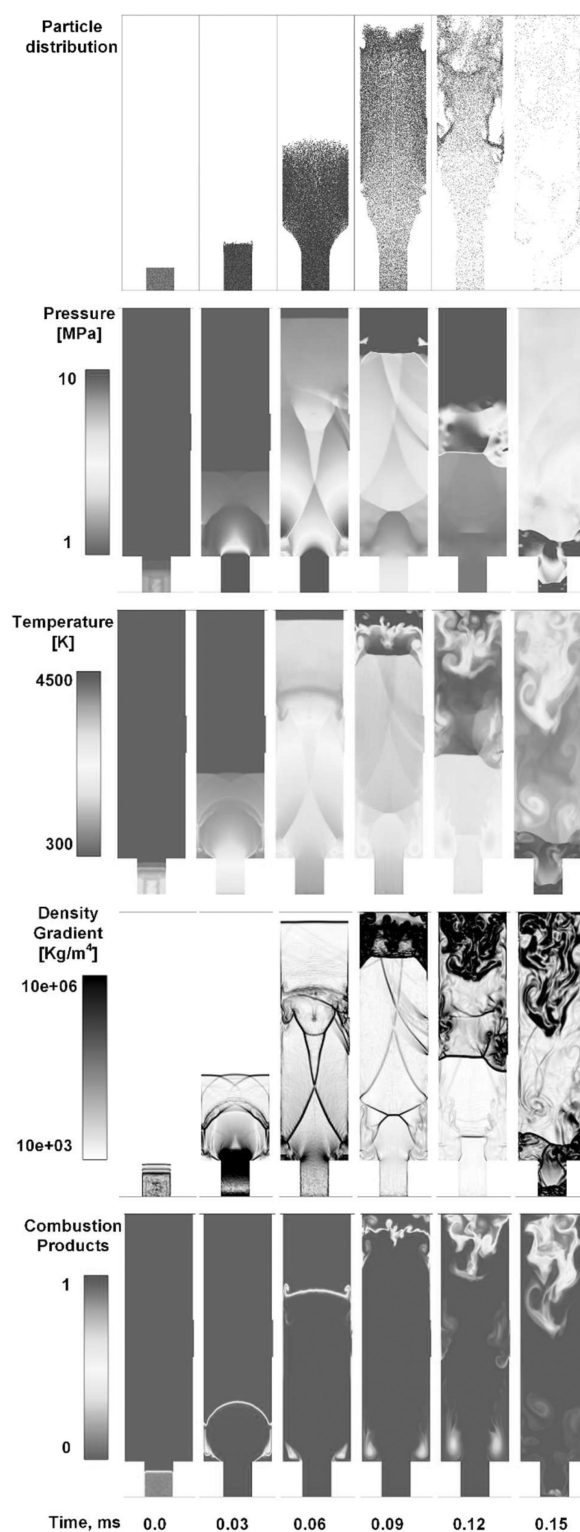 Particle
distribution
Pressure
[MPa]
10
1
Temperature
[K]
4500
300
Density
Gradient
[Kg/m⁴]
10e+06
10e+03
Combustion
Products
1
0
Time, ms 0.0 0.03 0.06 0.09 0.12 0.15